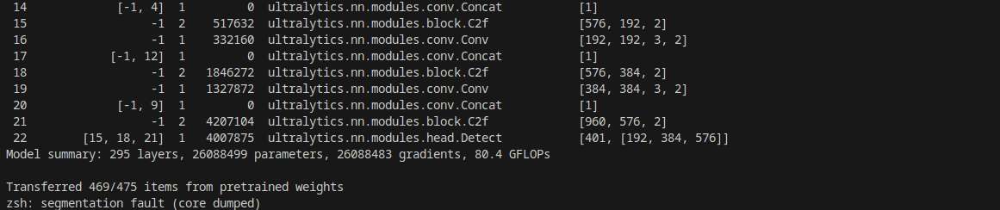 14 [-1, 4] 1 0 ultralytics.nn.modules.conv.Concat [1]
15 -1 2 517632 ultralytics.nn.modules.block.C2f [576, 192, 2]
16 -1 1 332160 ultralytics.nn.modules.conv.Conv [192, 192, 3, 2]
17 [-1, 12] 1 0 ultralytics.nn.modules.conv.Concat [1]
18 -1 2 1846272 ultralytics.nn.modules.block.C2f [576, 384, 2]
19 -1 1 1327872 ultralytics.nn.modules.conv.Conv [384, 384, 3, 2]
20 [-1, 9] 1 0 ultralytics.nn.modules.conv.Concat [1]
21 -1 2 4207104 ultralytics.nn.modules.block.C2f [960, 576, 2]
22 [15, 18, 21] 1 4007875 ultralytics.nn.modules.head.Detect [401, [192, 384, 576]]
Model summary: 295 layers, 26088499 parameters, 26088483 gradients, 80.4 GFLOPs
Transferred 469/475 items from pretrained weights
zsh: segmentation fault (core dumped)